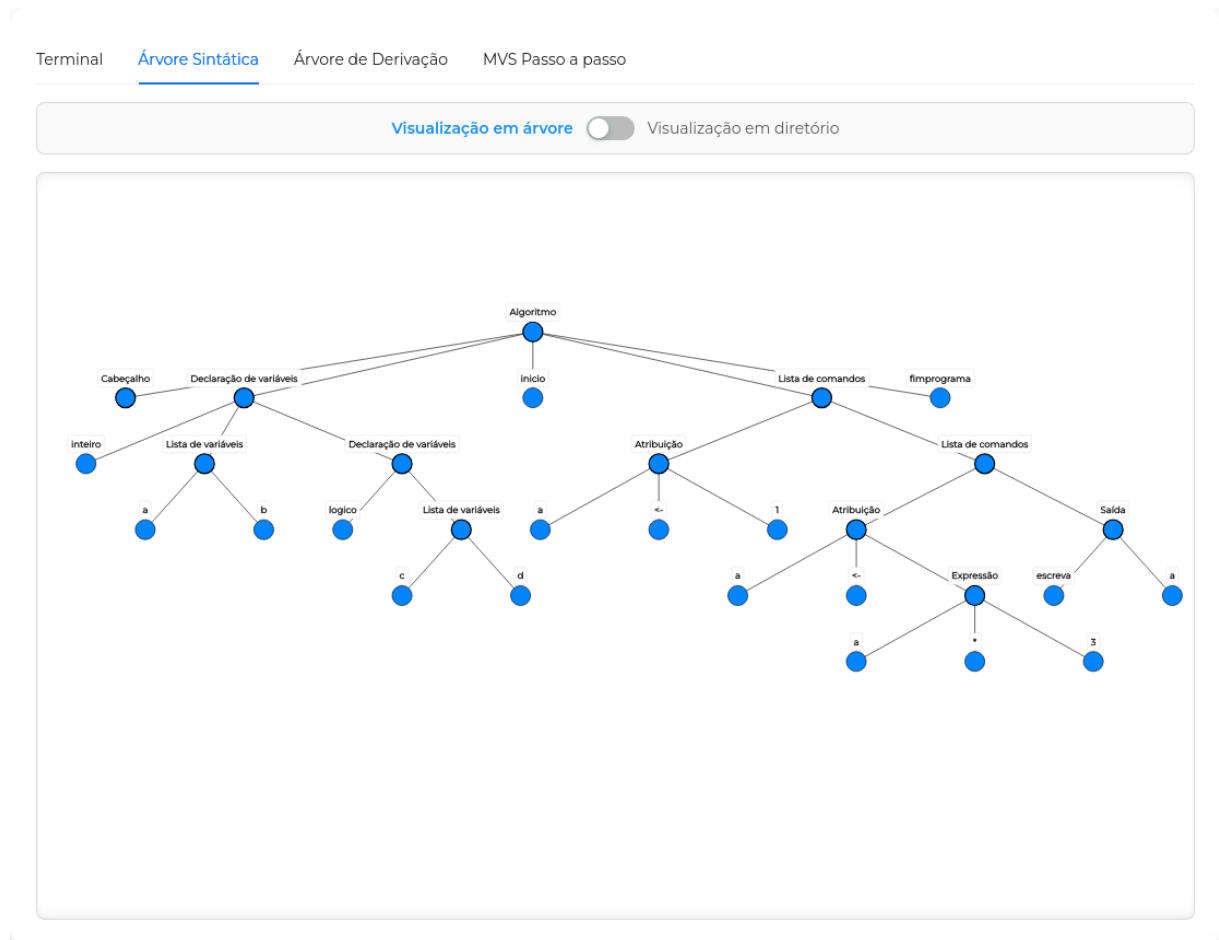 Terminal Árvore Sintática Árvore de Derivação MVS Passo a passo
Visualização em árvore Visualização em diretório
Algoritmo
Cabeçalho Declaração de variáveis inicio Lista de comandos fimprograma
inteiro Lista de variáveis Declaração de variáveis Atribuição Lista de comandos
a b logico Lista de variáveis a <- 1 Atribuição Saída
c d a <- Expressão escreva a
a * 3